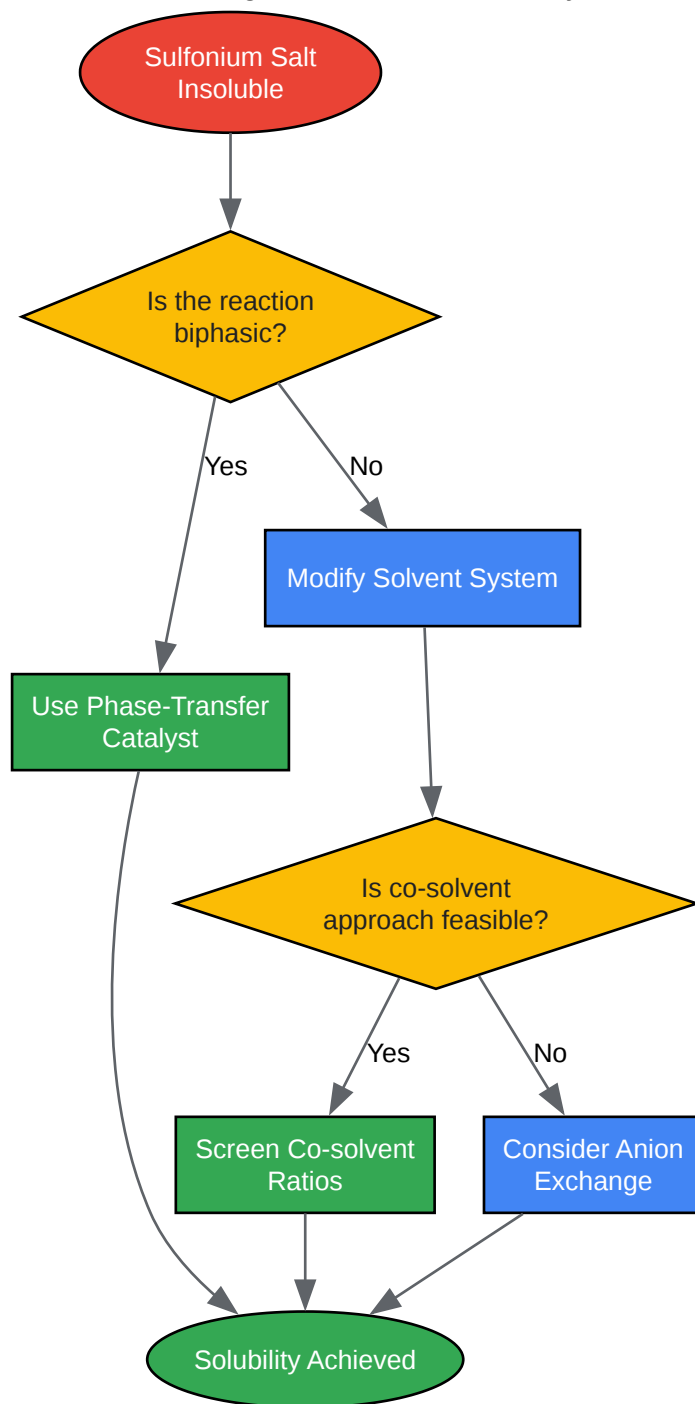 Sulfonium Salt
Insoluble
Is the reaction
biphasic?
Yes
No
Modify Solvent System
Use Phase-Transfer
Catalyst
Is co-solvent
approach feasible?
Yes
No
Screen Co-solvent
Ratios
Consider Anion
Exchange
Solubility Achieved